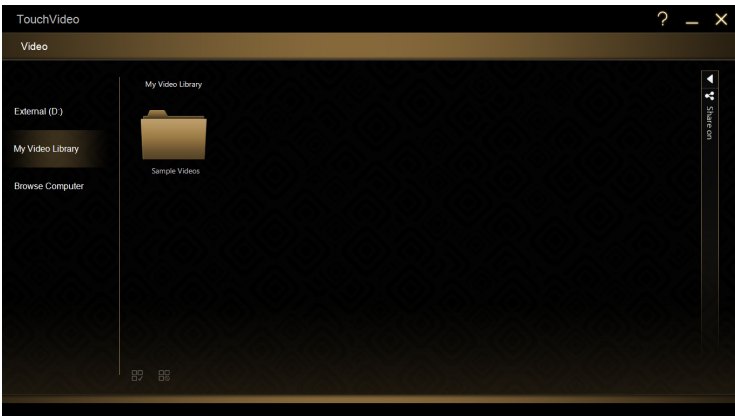 TouchVideo
?
Video
My Video Library
External (D:)
My Video Library
Browse Computer
Sample Videos
Share on